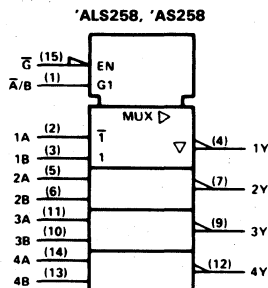 'ALS258, 'AS258
G̅ (15) EN
A̅/B (1) G1
MUX ▷
1A (2) 1̅ ▽ (4) 1Y
1B (3) 1
2A (5) (7) 2Y
2B (6)
3A (11) (9) 3Y
3B (10)
4A (14) (12) 4Y
4B (13)